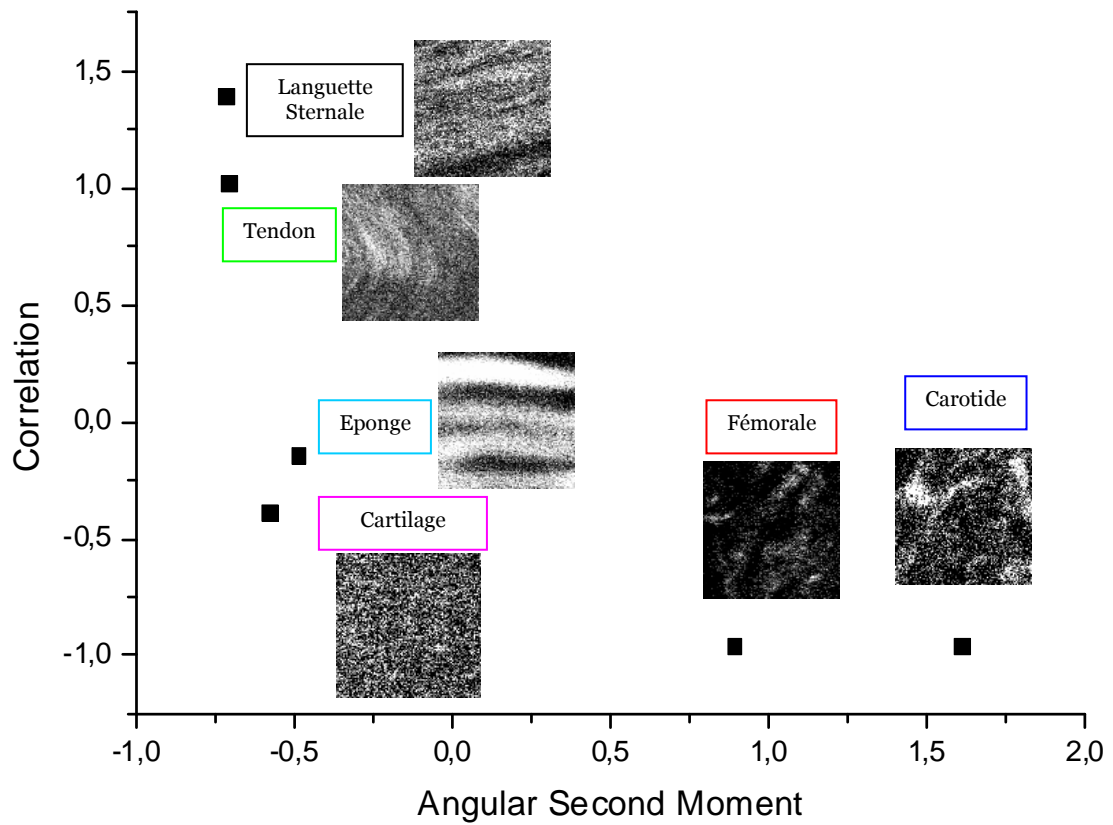 1,5
1,0
0,5
0,0
-0,5
-1,0
Correlation
Languette
Sternale
Tendon
Eponge
Cartilage
Fémorale
Carotide
-1,0
-0,5
0,0
0,5
1,0
1,5
2,0
Angular Second Moment